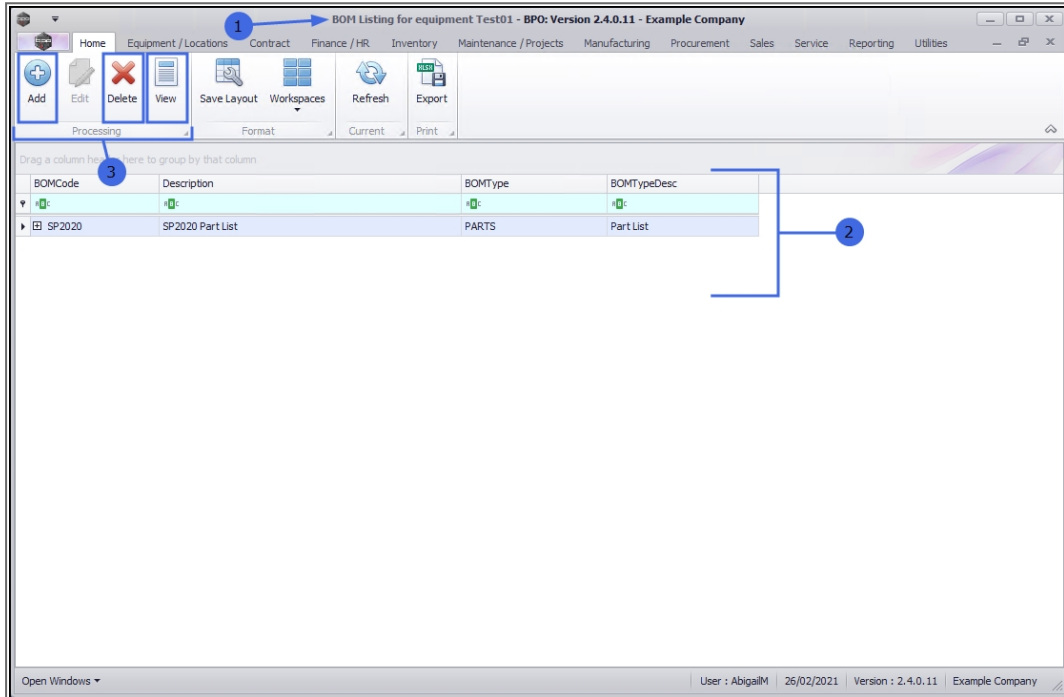 1
BOM Listing for equipment Test01 - BPO: Version 2.4.0.11 - Example Company
Home Equipment / Locations Contract Finance / HR Inventory Maintenance / Projects Manufacturing Procurement Sales Service Reporting Utilities
XLSX
Add Edit Delete View Save Layout Workspaces Refresh Export
Processing Format Current Print
3
Drag a column header here to group by that column
BOMCode Description BOMType BOMTypeDesc
SP2020 SP2020 Part List PARTS Part List
2
Open Windows User : AbigailM 26/02/2021 Version : 2.4.0.11 Example Company